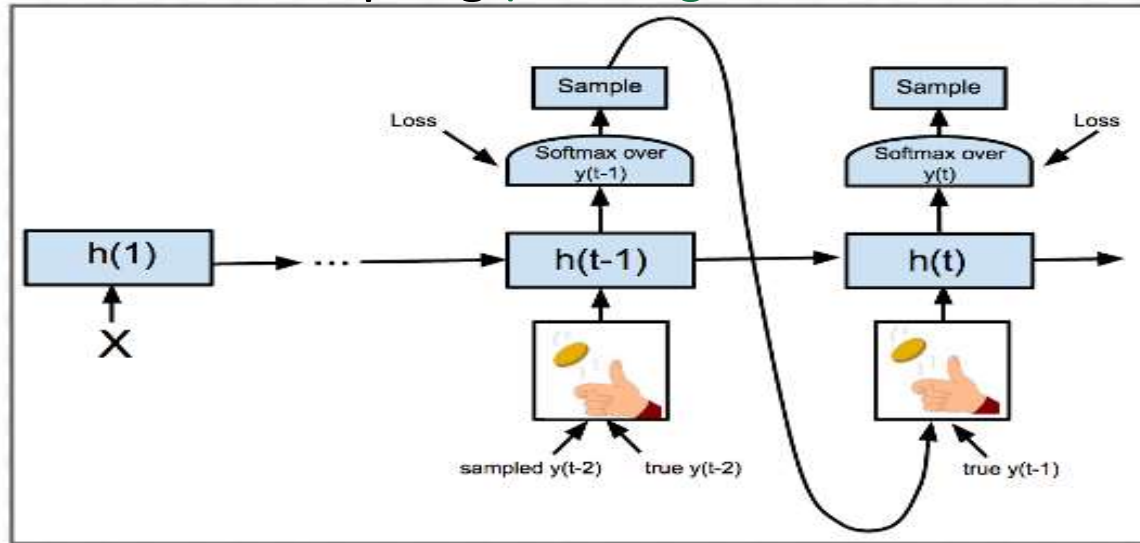 Sample
Sample
Loss
Loss
Softmax over
y(t-1)
Softmax over
y(t)
h(1)
...
h(t-1)
h(t)
X
sampled y(t-2)
true y(t-2)
true y(t-1)